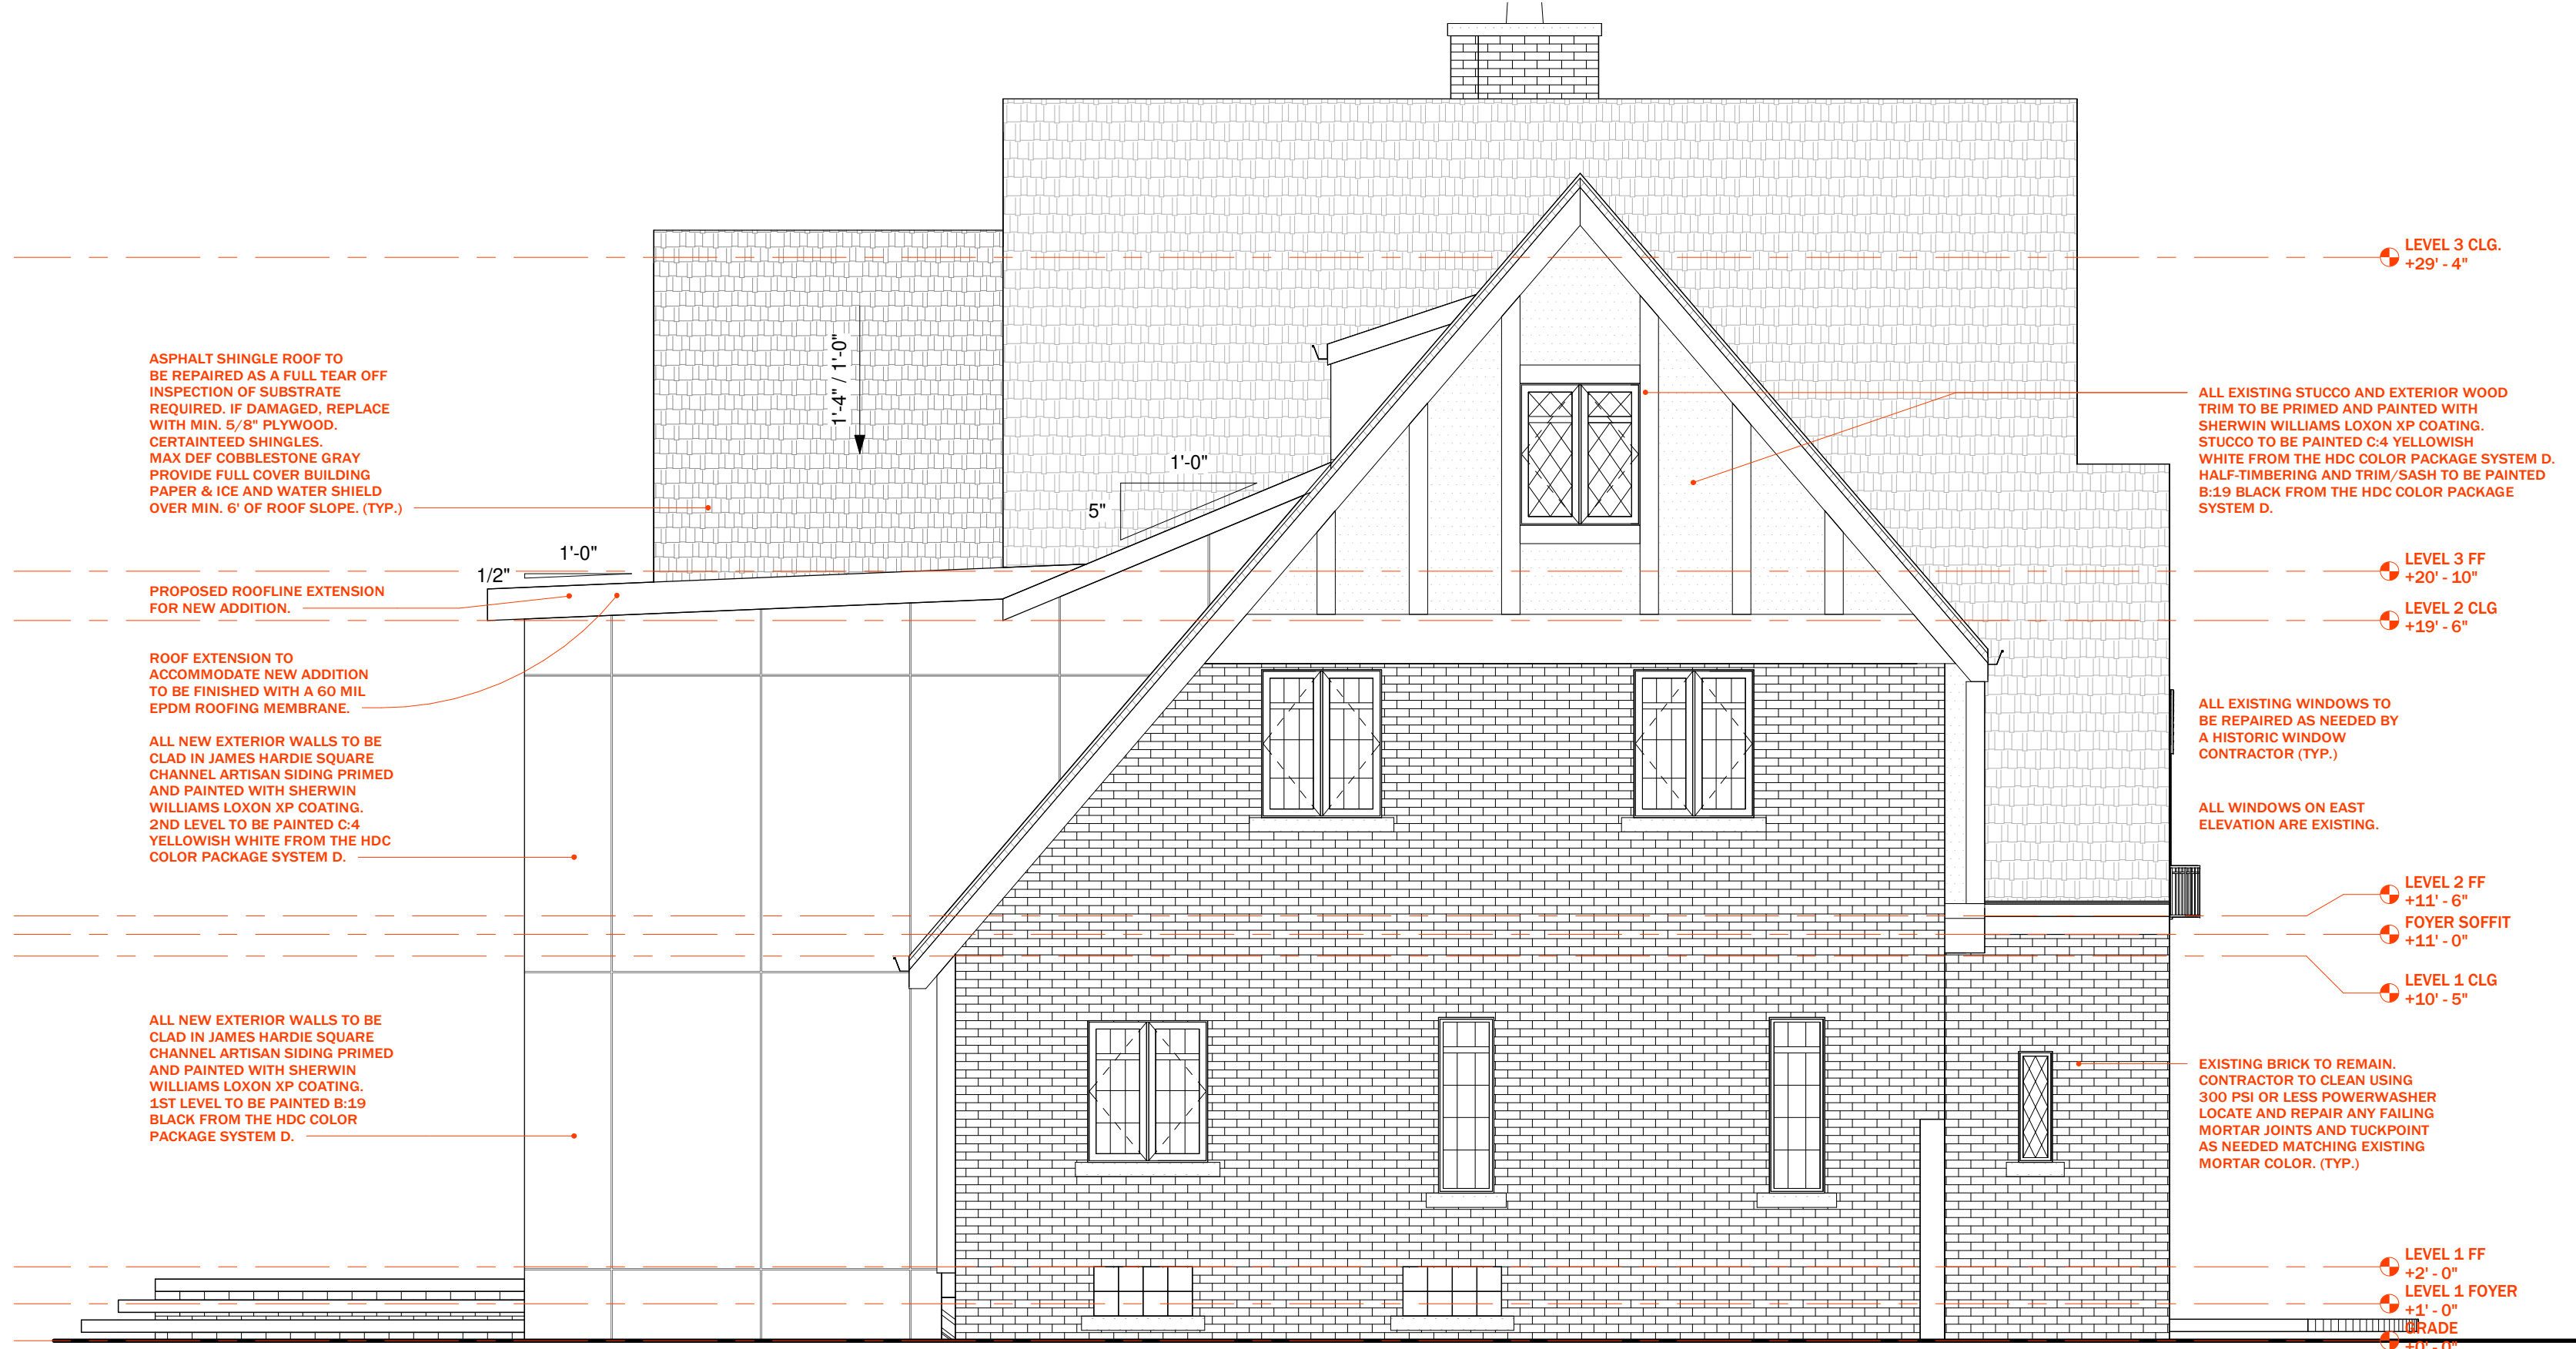 ASPHALT SHINGLE ROOF TO
BE REPAIRED AS A FULL TEAR OFF
INSPECTION OF SUBSTRATE
REQUIRED. IF DAMAGED, REPLACE
WITH MIN. 5/8" PLYWOOD.
CERTAINTEED SHINGLES.
MAX DEF COBBLESTONE GRAY
PROVIDE FULL COVER BUILDING
PAPER & ICE AND WATER SHIELD
OVER MIN. 6' OF ROOF SLOPE. (TYP.)
PROPOSED ROOFLINE EXTENSION
FOR NEW ADDITION.
ROOF EXTENSION TO
ACCOMMODATE NEW ADDITION
TO BE FINISHED WITH A 60 MIL
EPDM ROOFING MEMBRANE.
ALL NEW EXTERIOR WALLS TO BE
CLAD IN JAMES HARDIE SQUARE
CHANNEL ARTISAN SIDING PRIMED
AND PAINTED WITH SHERWIN
WILLIAMS LOXON XP COATING.
2ND LEVEL TO BE PAINTED C:4
YELLOWISH WHITE FROM THE HDC
COLOR PACKAGE SYSTEM D.
ALL NEW EXTERIOR WALLS TO BE
CLAD IN JAMES HARDIE SQUARE
CHANNEL ARTISAN SIDING PRIMED
AND PAINTED WITH SHERWIN
WILLIAMS LOXON XP COATING.
1ST LEVEL TO BE PAINTED B:19
BLACK FROM THE HDC COLOR
PACKAGE SYSTEM D.
1'-4" / 1'-0"
1'-0"
5"
1'-0"
1/2"
LEVEL 3 CLG.
+29' - 4"
ALL EXISTING STUCCO AND EXTERIOR WOOD
TRIM TO BE PRIMED AND PAINTED WITH
SHERWIN WILLIAMS LOXON XP COATING.
STUCCO TO BE PAINTED C:4 YELLOWISH
WHITE FROM THE HDC COLOR PACKAGE SYSTEM D.
HALF-TIMBERING AND TRIM/SASH TO BE PAINTED
B:19 BLACK FROM THE HDC COLOR PACKAGE
SYSTEM D.
LEVEL 3 FF
+20' - 10"
LEVEL 2 CLG
+19' - 6"
ALL EXISTING WINDOWS TO
BE REPAIRED AS NEEDED BY
A HISTORIC WINDOW
CONTRACTOR (TYP.)
ALL WINDOWS ON EAST
ELEVATION ARE EXISTING.
LEVEL 2 FF
+11' - 6"
FOYER SOFFIT
+11' - 0"
LEVEL 1 CLG
+10' - 5"
EXISTING BRICK TO REMAIN.
CONTRACTOR TO CLEAN USING
300 PSI OR LESS POWERWASHER
LOCATE AND REPAIR ANY FAILING
MORTAR JOINTS AND TUCKPOINT
AS NEEDED MATCHING EXISTING
MORTAR COLOR. (TYP.)
LEVEL 1 FF
+2' - 0"
LEVEL 1 FOYER
+1' - 0"
GRADE
+0' - 0"